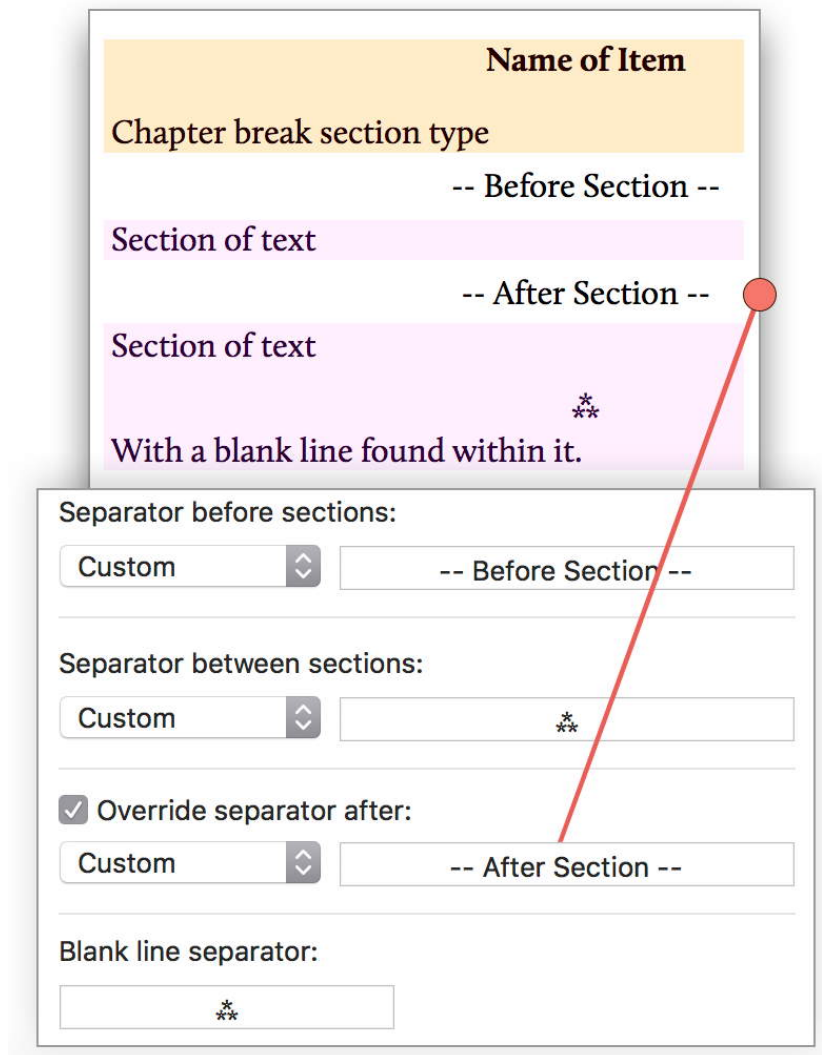 Name of Item
Chapter break section type
-- Before Section --
Section of text
-- After Section --
Section of text
⁂
With a blank line found within it.
Separator before sections:
Custom
-- Before Section --
Separator between sections:
Custom
⁂
Override separator after:
Custom
-- After Section --
Blank line separator:
⁂